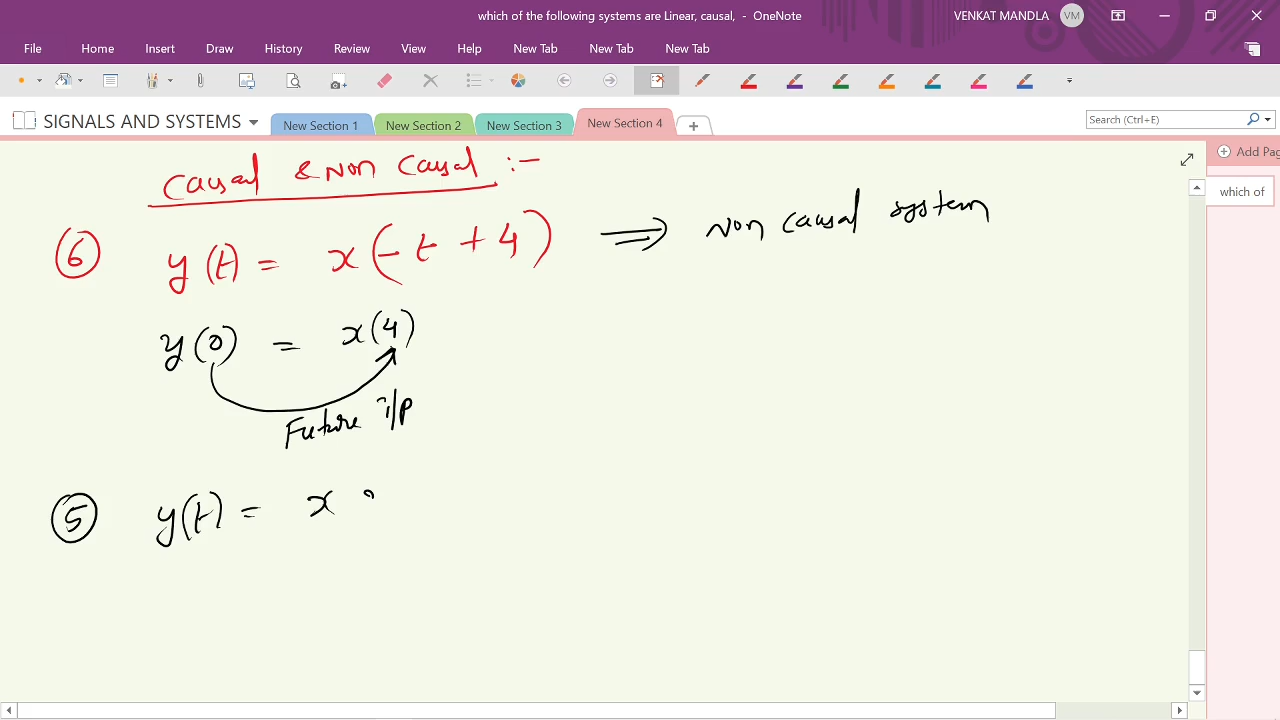 which of the following systems are Linear, causal, - OneNote
VENKAT MANDLA VM
File Home Insert Draw History Review View Help New Tab New Tab New Tab
SIGNALS AND SYSTEMS New Section 1 New Section 2 New Section 3 New Section 4
Search (Ctrl+E)
Add Pag
which of
Causal & Non Causal :-
⑥ y(t) = x(-t+4) ⟹ Non causal system
y(0) = x(4)
Future i/p
⑤ y(t) = x